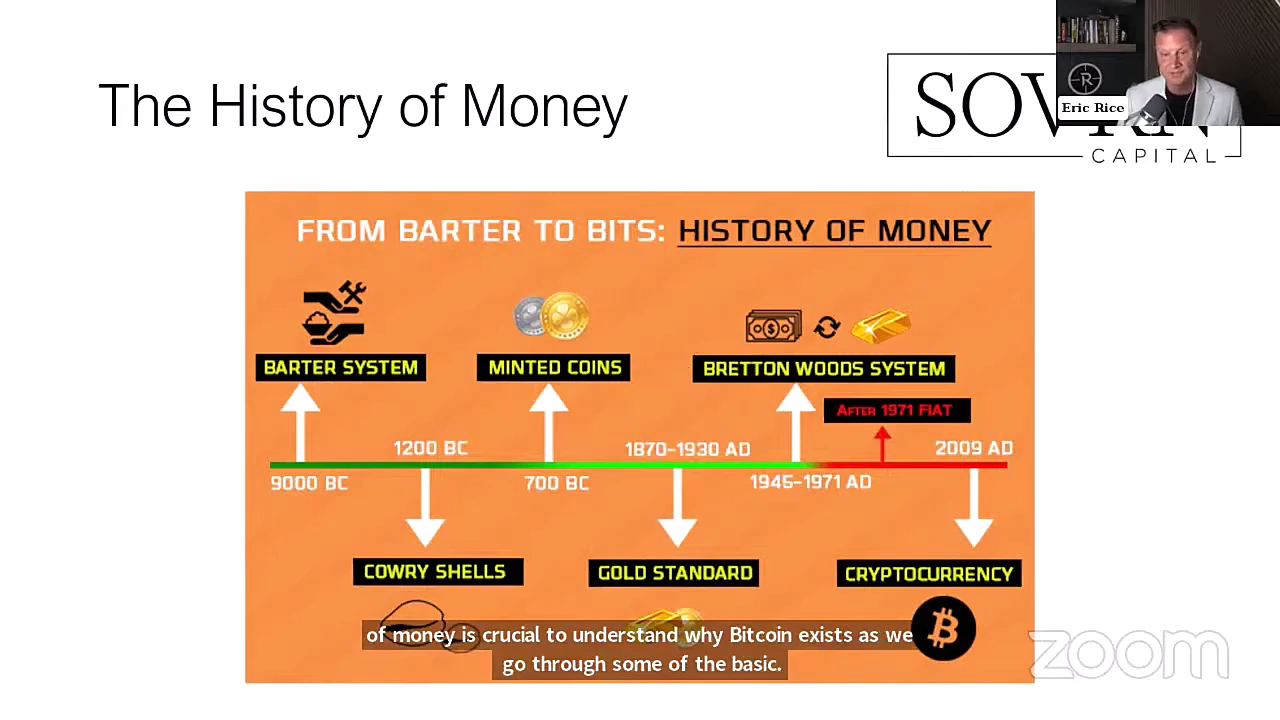 The History of Money
SOV
CAPITAL
R
Eric Rice
FROM BARTER TO BITS: HISTORY OF MONEY
BARTER SYSTEM
MINTED COINS
BRETTON WOODS SYSTEM
AFTER 1971 FIAT
1200 BC
1870-1930 AD
2009 AD
9000 BC
700 BC
1945-1971 AD
COWRY SHELLS
GOLD STANDARD
CRYPTOCURRENCY
of money is crucial to understand why Bitcoin exists as we
go through some of the basic.
zoom